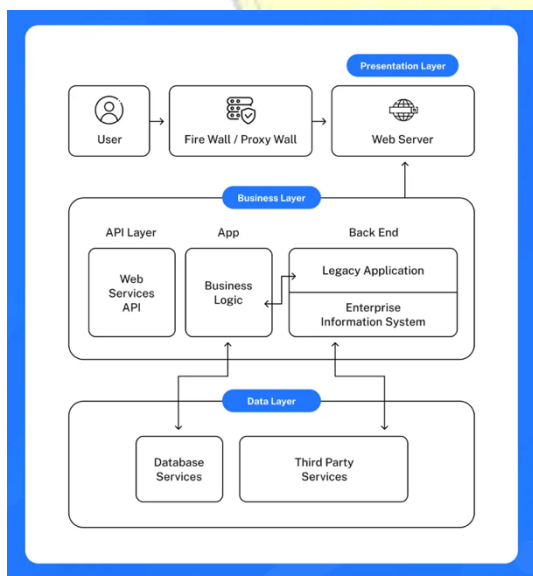 Presentation Layer
User
Fire Wall / Proxy Wall
Web Server
Business Layer
API Layer
App
Back End
Web
Services
API
Business
Logic
Legacy Application
Enterprise
Information System
Data Layer
Database
Services
Third Party
Services